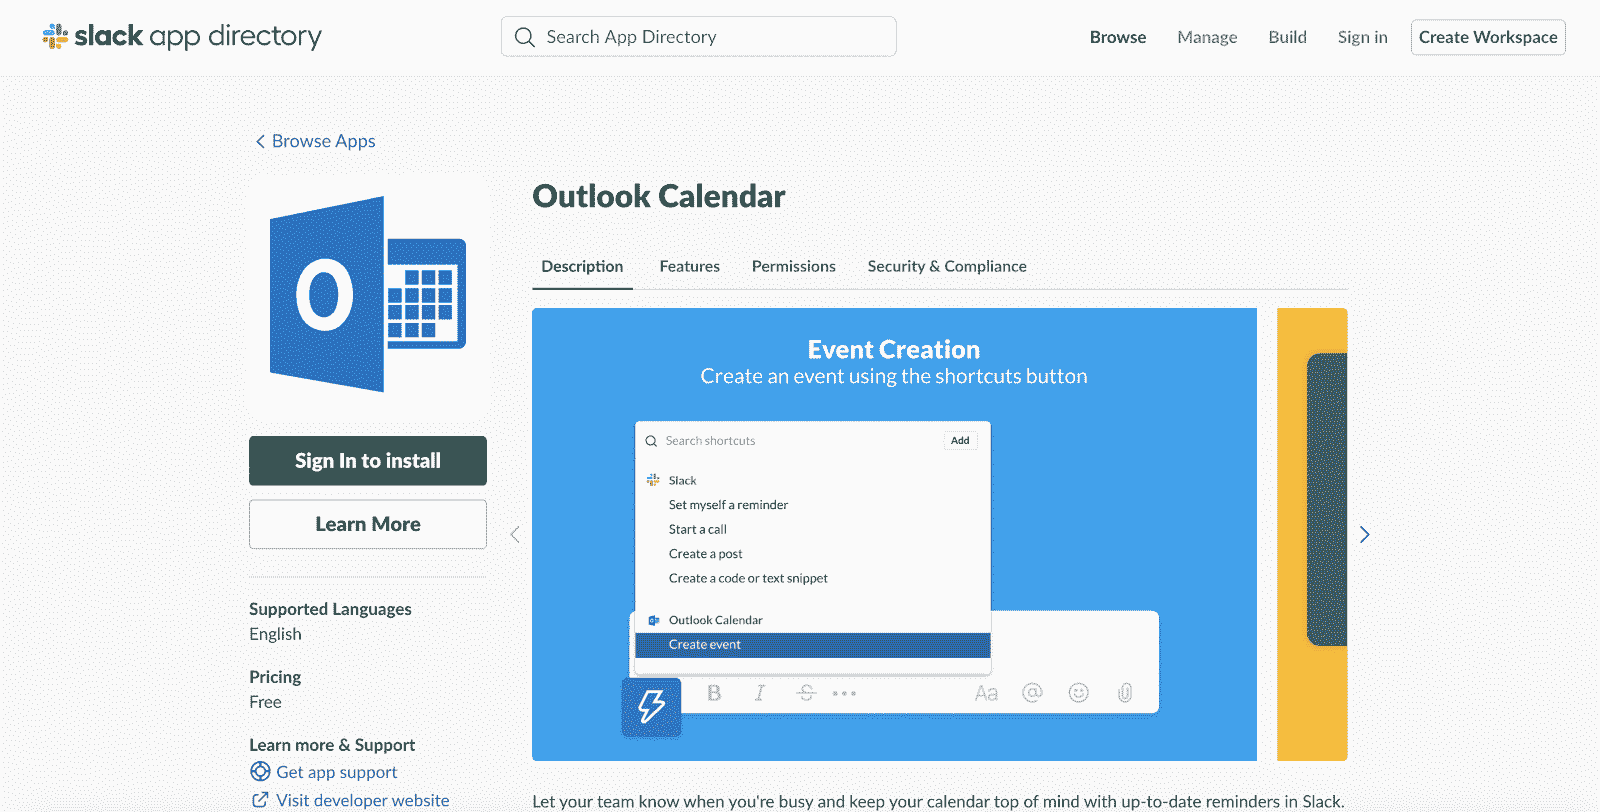 slack app directory
Search App Directory
Browse
Manage
Build
Sign in
Create Workspace
Browse Apps
Outlook Calendar
Description
Features
Permissions
Security & Compliance
O
Sign In to install
Learn More
Supported Languages
English
Pricing
Free
Learn more & Support
Get app support
Visit developer website
Event Creation
Create an event using the shortcuts button
Search shortcuts
Add
Slack
Set myself a reminder
Start a call
Create a post
Create a code or text snippet
Outlook Calendar
Create event
B I S ••• Aa @
Let your team know when you're busy and keep your calendar top of mind with up-to-date reminders in Slack.